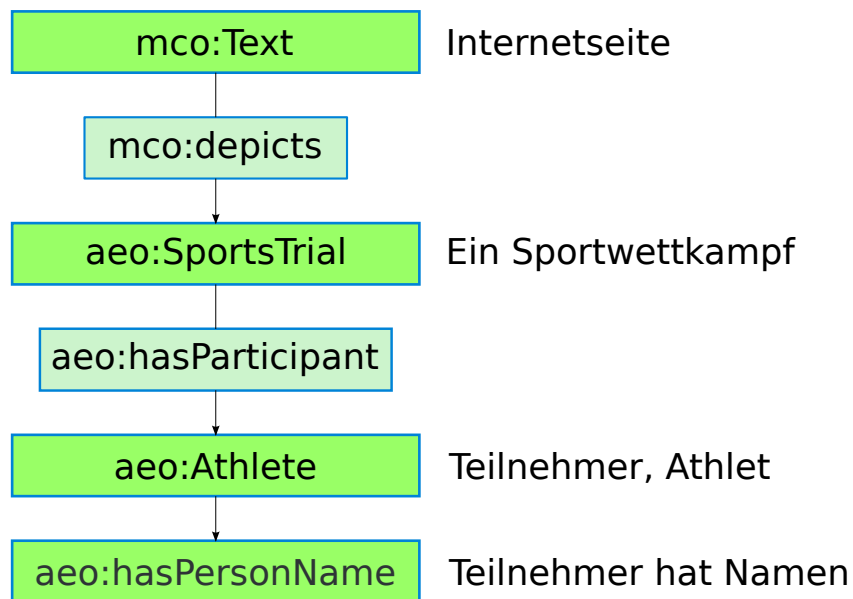 mco:Text Internetseite
mco:depicts
aeo:SportsTrial Ein Sportwettkampf
aeo:hasParticipant
aeo:Athlete Teilnehmer, Athlet
aeo:hasPersonName Teilnehmer hat Namen